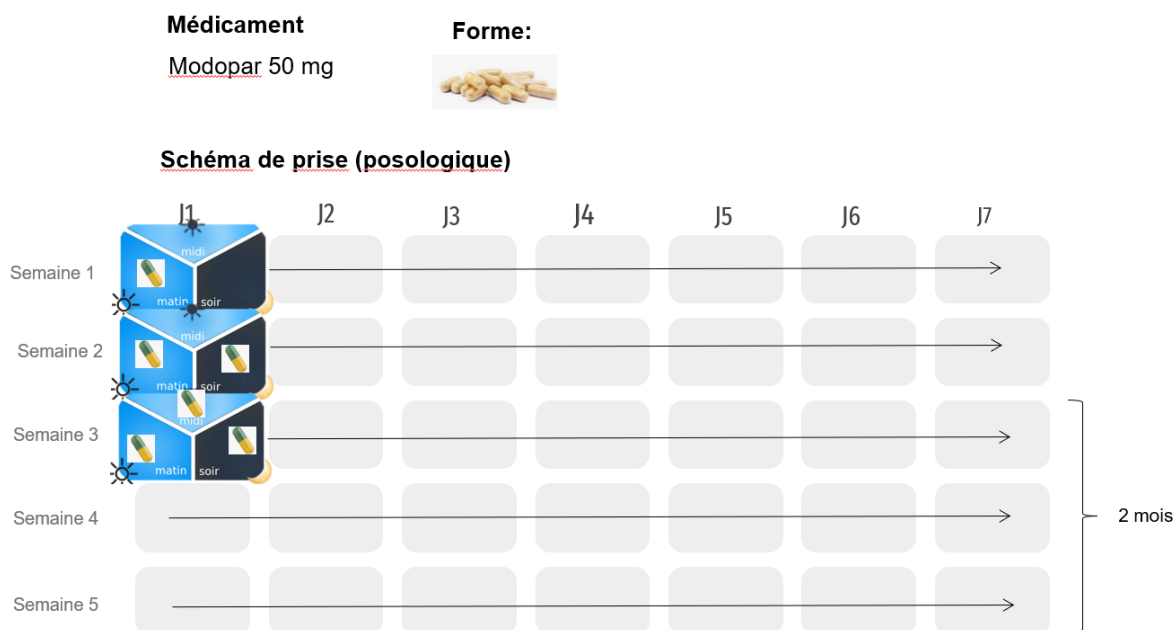 Médicament
Forme:
Modopar 50 mg
Schéma de prise (posologique)
J1 J2 J3 J4 J5 J6 J7
midi
Semaine 1
matin soir
midi
Semaine 2
matin soir
midi
Semaine 3
matin soir
Semaine 4
2 mois
Semaine 5